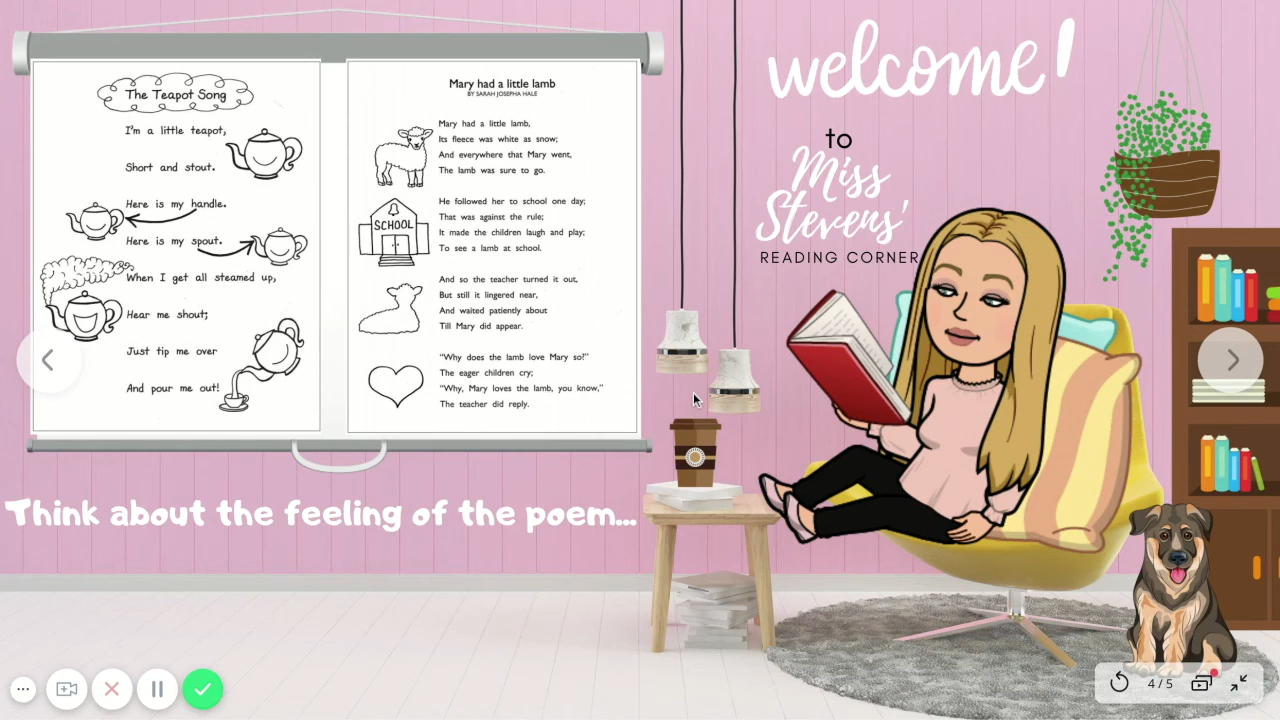 The Teapot Song
I'm a little teapot,
Short and stout.
Here is my handle.
Here is my spout.
When I get all steamed up,
Hear me shout;
Just tip me over
And pour me out!
Mary had a little lamb
BY SARAH JOSEPHA HALE
Mary had a little lamb,
Its fleece was white as snow;
And everywhere that Mary went,
The lamb was sure to go.
SCHOOL
He followed her to school one day;
That was against the rule;
It made the children laugh and play;
To see a lamb at school.
And so the teacher turned it out,
But still it lingered near,
And waited patiently about
Till Mary did appear.
"Why does the lamb love Mary so?"
The eager children cry;
"Why, Mary loves the lamb, you know,"
The teacher did reply.
welcome!
to
Miss
Stevens'
READING CORNER
Think about the feeling of the poem...
4/5